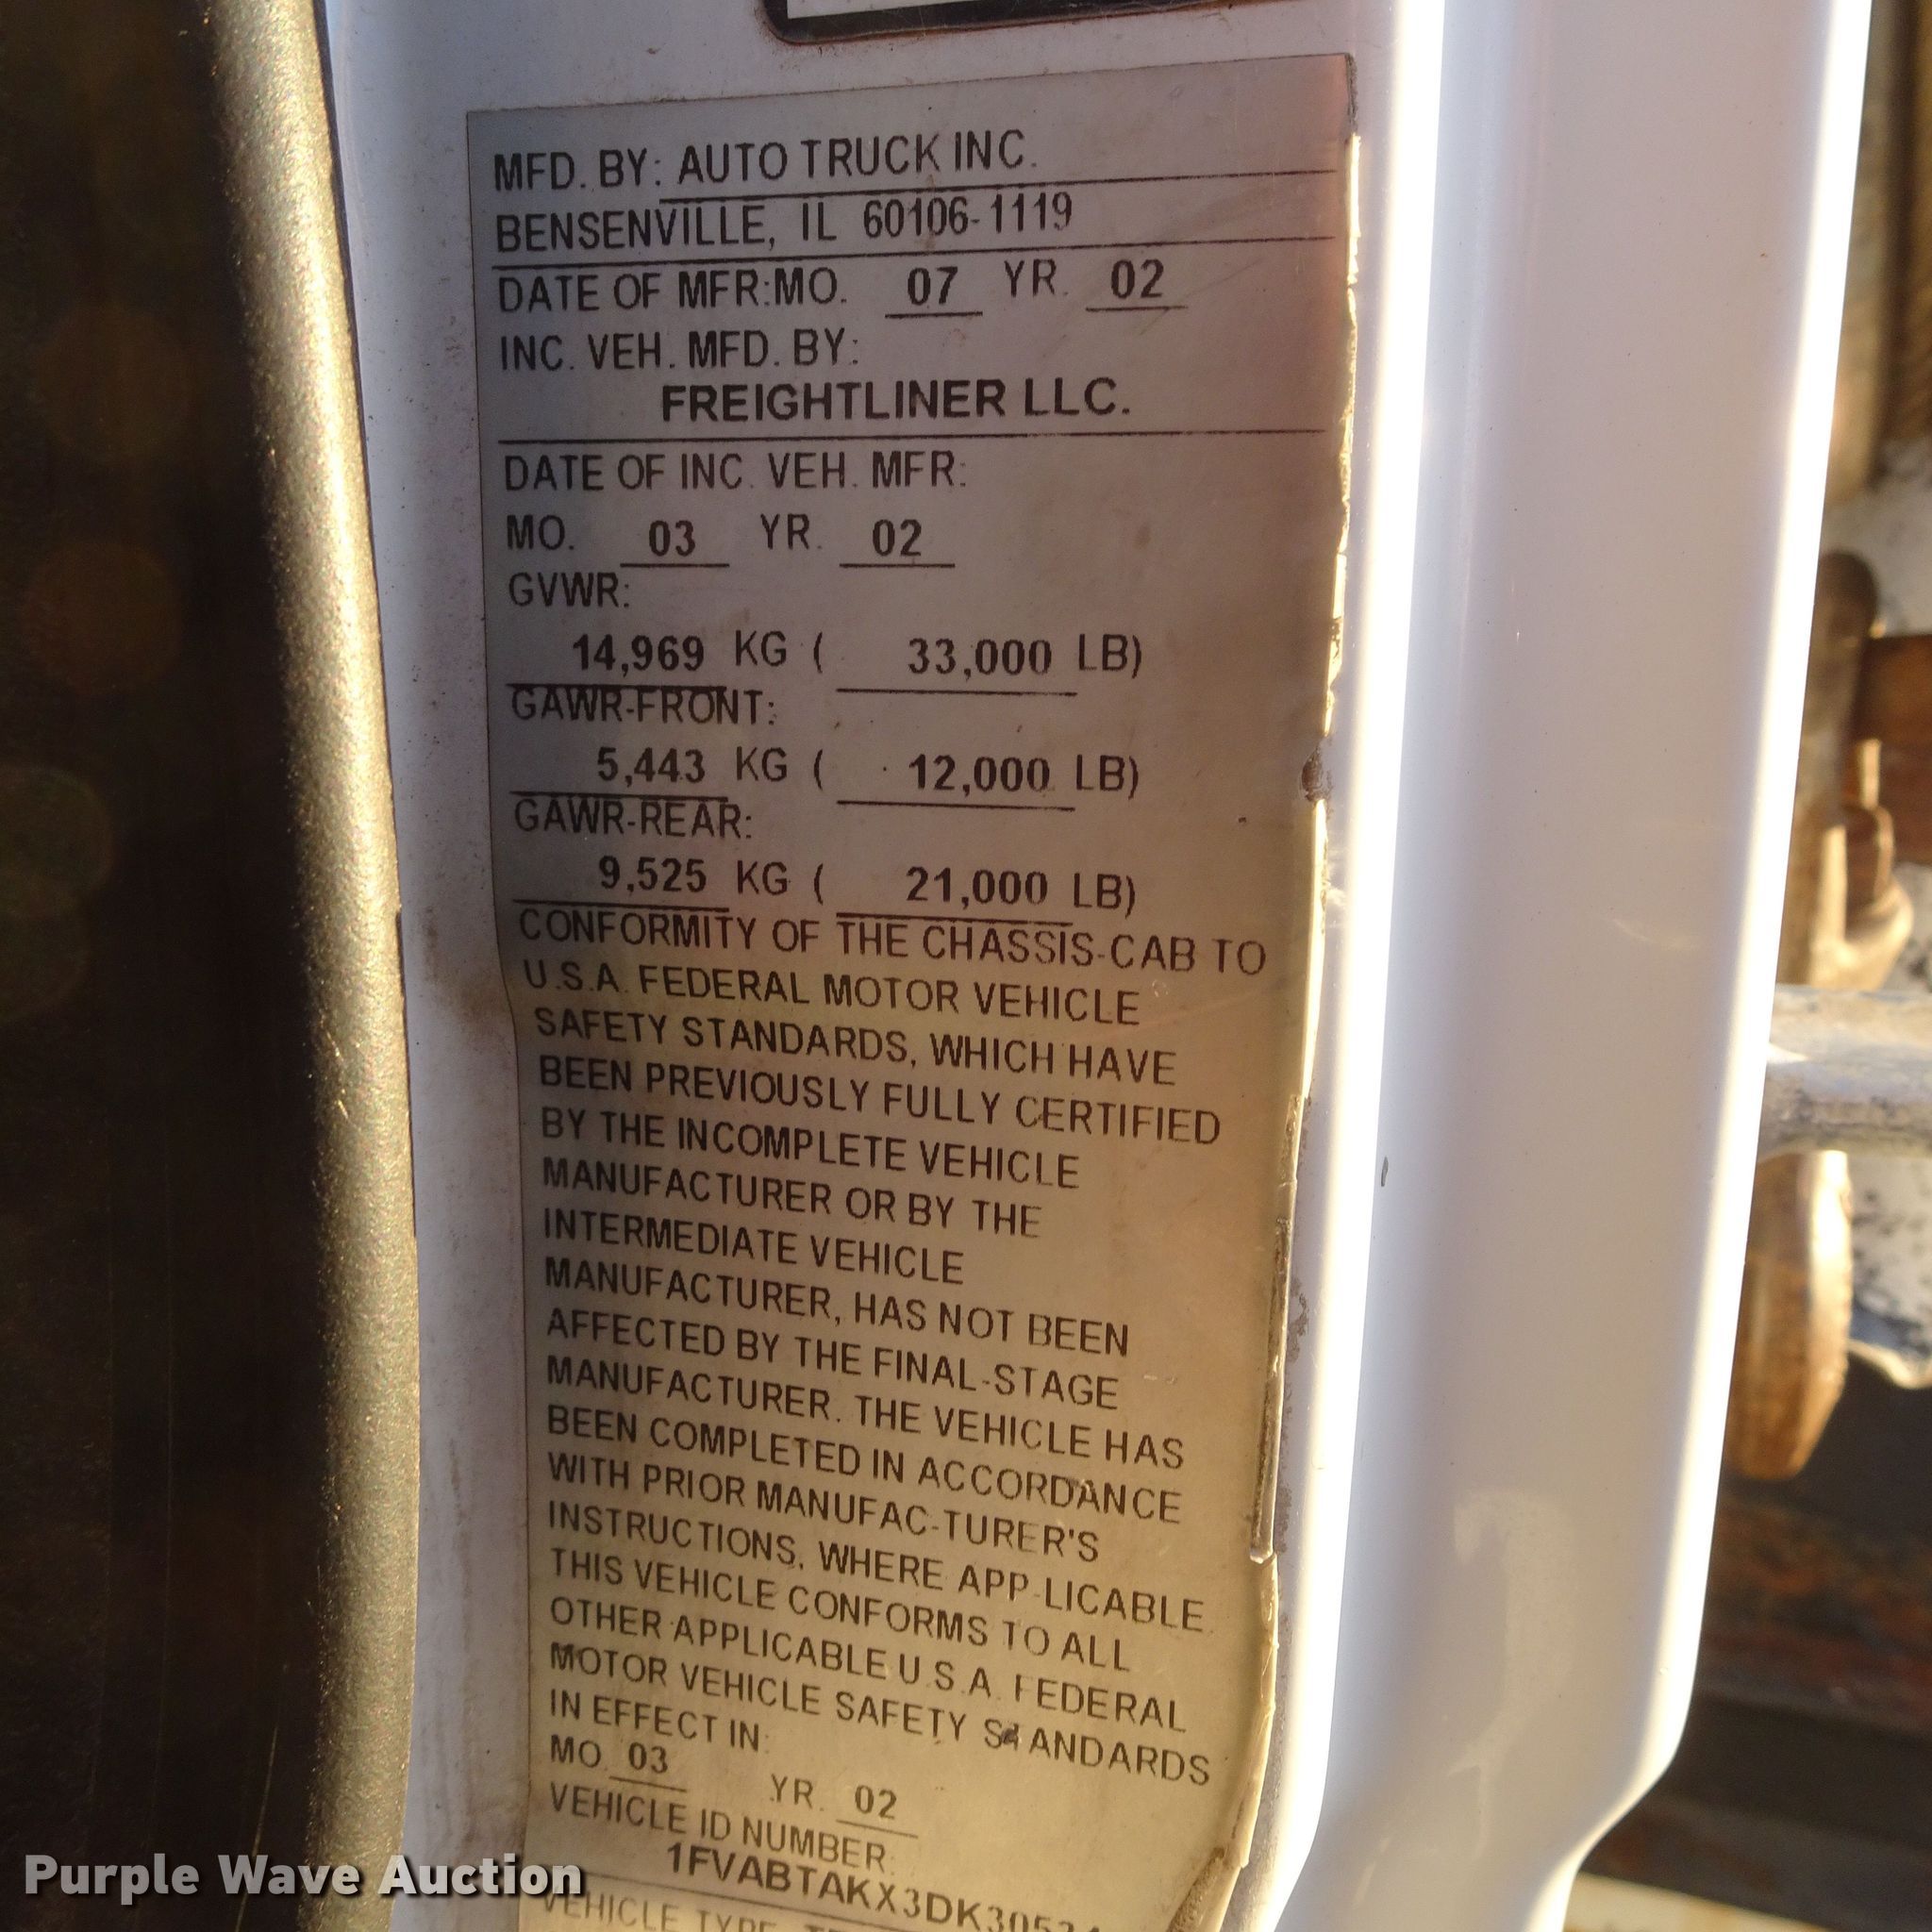 MFD. BY: AUTO TRUCK INC.
BENSENVILLE, IL 60106-1119
DATE OF MFR:MO. 07 YR. 02
INC. VEH. MFD. BY:
FREIGHTLINER LLC.
DATE OF INC. VEH. MFR:
MO. 03 YR. 02
GVWR:
14,969 KG ( 33,000 LB)
GAWR-FRONT:
5,443 KG ( 12,000 LB)
GAWR-REAR:
9,525 KG ( 21,000 LB)
CONFORMITY OF THE CHASSIS-CAB TO
U.S.A. FEDERAL MOTOR VEHICLE
SAFETY STANDARDS, WHICH HAVE
BEEN PREVIOUSLY FULLY CERTIFIED
BY THE INCOMPLETE VEHICLE
MANUFACTURER OR BY THE
INTERMEDIATE VEHICLE
MANUFACTURER, HAS NOT BEEN
AFFECTED BY THE FINAL-STAGE
MANUFACTURER. THE VEHICLE HAS
BEEN COMPLETED IN ACCORDANCE
WITH PRIOR MANUFAC-TURER'S
INSTRUCTIONS, WHERE APP-LICABLE.
THIS VEHICLE CONFORMS TO ALL
OTHER APPLICABLE U.S.A. FEDERAL
MOTOR VEHICLE SAFETY STANDARDS
IN EFFECT IN:
MO. 03 YR. 02
VEHICLE ID NUMBER:
VEHICLE TYPE
Purple Wave Auction